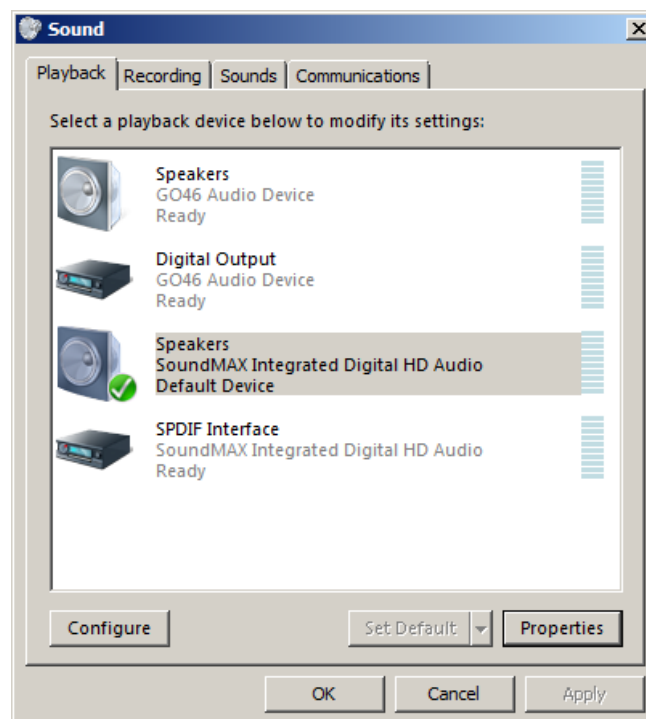 Sound
Playback Recording Sounds Communications
Select a playback device below to modify its settings:
Speakers
GO46 Audio Device
Ready
Digital Output
GO46 Audio Device
Ready
Speakers
SoundMAX Integrated Digital HD Audio
Default Device
SPDIF Interface
SoundMAX Integrated Digital HD Audio
Ready
Configure Set Default Properties
OK Cancel Apply